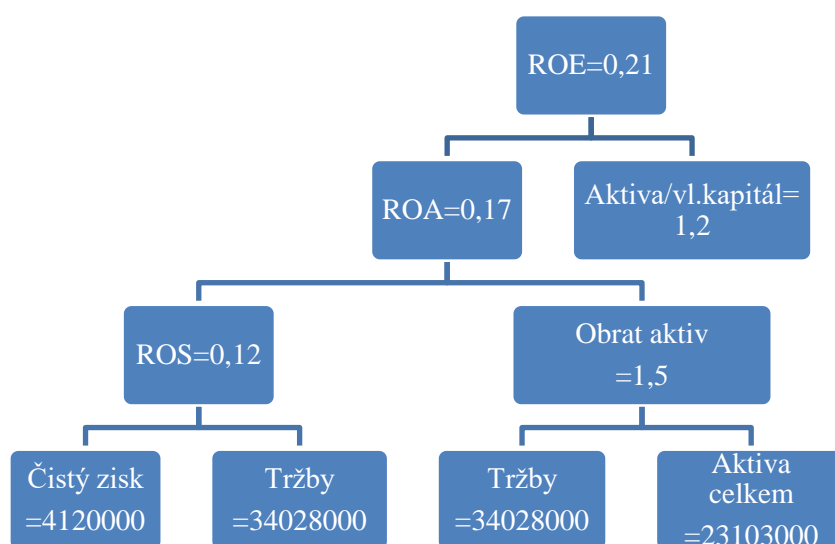 ROE=0,21
ROA=0,17
Aktiva/vl.kapitál=
1,2
ROS=0,12
Obrat aktiv
=1,5
Čistý zisk
=4120000
Tržby
=34028000
Tržby
=34028000
Aktiva
celkem
=23103000